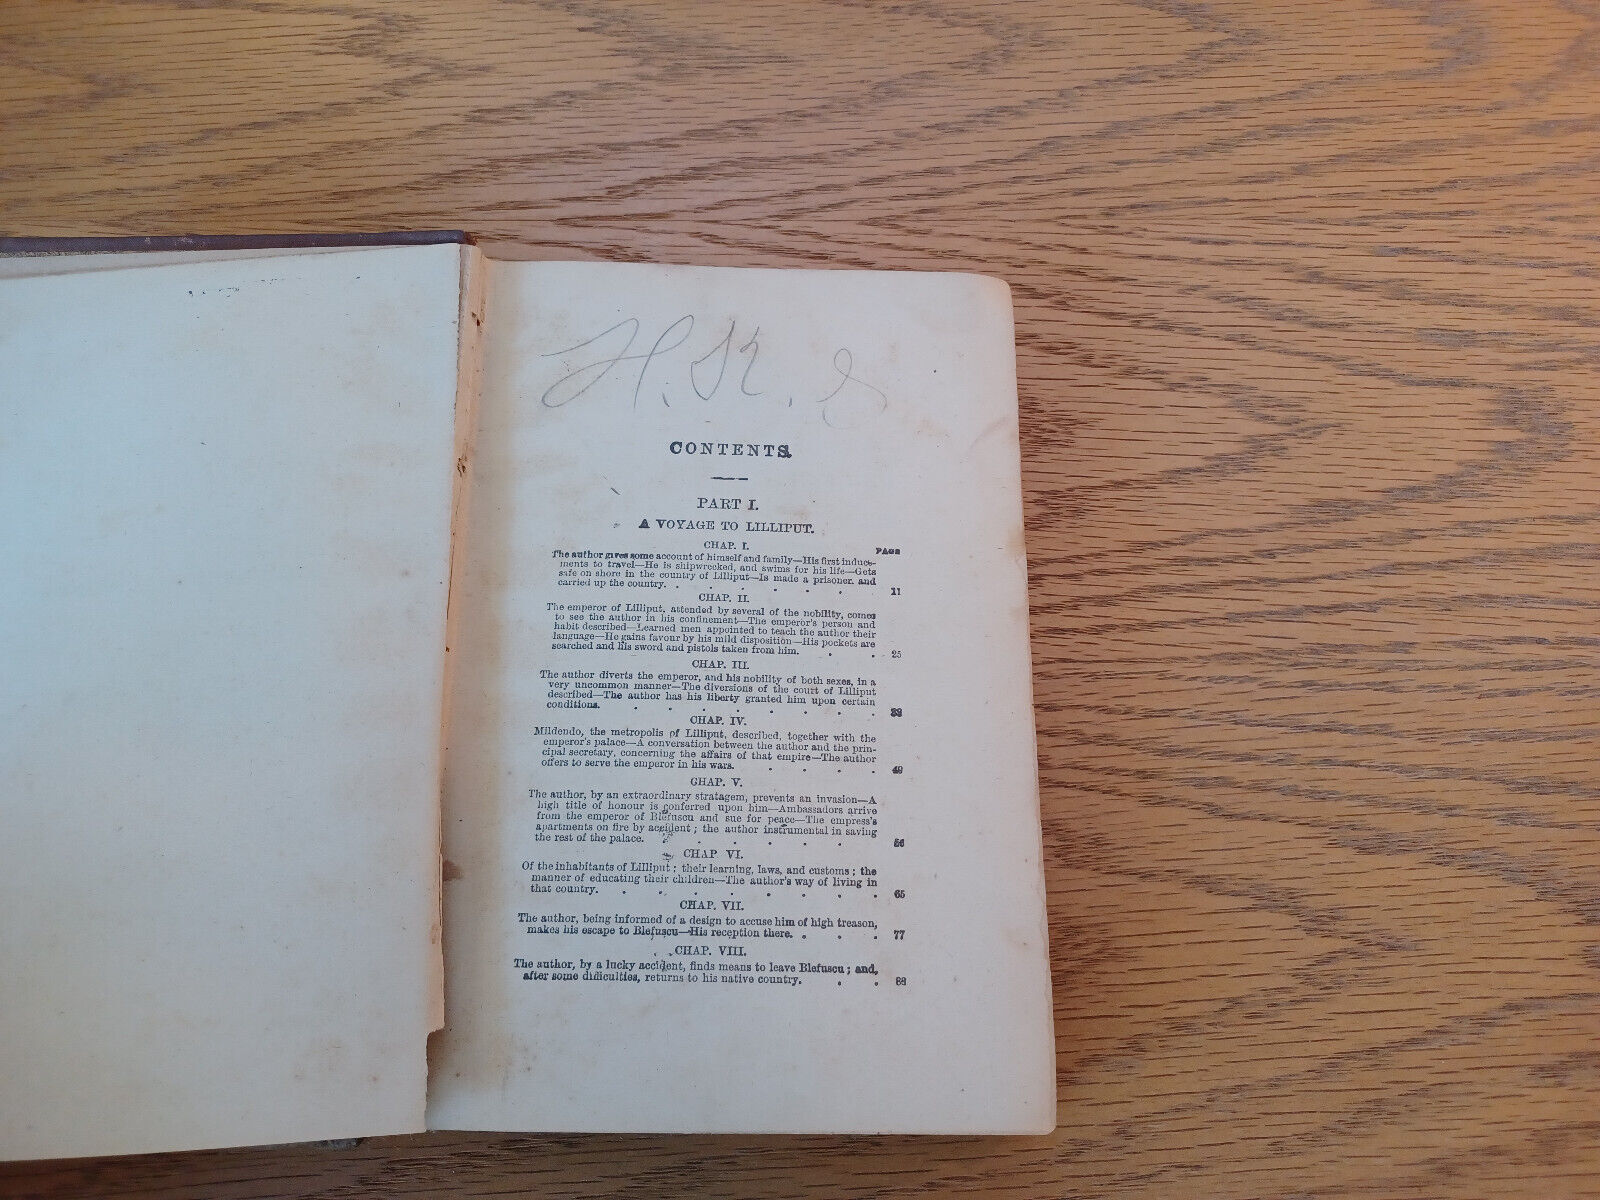 H. K.
CONTENTS.
PART I.
A VOYAGE TO LILLIPUT.
CHAP. I.
PAGE
The author gives some account of himself and family—His first induce-
ments to travel—He is shipwrecked, and swims for his life—Gets
safe on shore in the country of Lilliput—Is made a prisoner, and
carried up the country. . . . . . . 11
CHAP. II.
The emperor of Lilliput, attended by several of the nobility, comes
to see the author in his confinement—The emperor's person and
habit described—Learned men appointed to teach the author their
language—He gains favour by his mild disposition—His pockets are
searched and his sword and pistols taken from him. . . 25
CHAP. III.
The author diverts the emperor, and his nobility of both sexes, in a
very uncommon manner—The diversions of the court of Lilliput
described—The author has his liberty granted him upon certain
conditions. . . . . . . . .
CHAP. IV.
Mildendo, the metropolis of Lilliput, described, together with the
emperor's palace—A conversation between the author and the prin-
cipal secretary, concerning the affairs of that empire—The author
offers to serve the emperor in his wars. . . . . 49
CHAP. V.
The author, by an extraordinary stratagem, prevents an invasion—A
high title of honour is conferred upon him—Ambassadors arrive
from the emperor of Blefuscu and sue for peace—The empress's
apartments on fire by accident; the author instrumental in saving
the rest of the palace. . . . . . . 56
CHAP VI.
Of the inhabitants of Lilliput; their learning, laws, and customs; the
manner of educating their children—The author's way of living in
that country. . . . . . . . . 65
CHAP. VII.
The author, being informed of a design to accuse him of high treason,
makes his escape to Blefuscu—His reception there. . . . 77
CHAP. VIII.
The author, by a lucky accident, finds means to leave Blefuscu; and,
after some difficulties, returns to his native country. . . 88